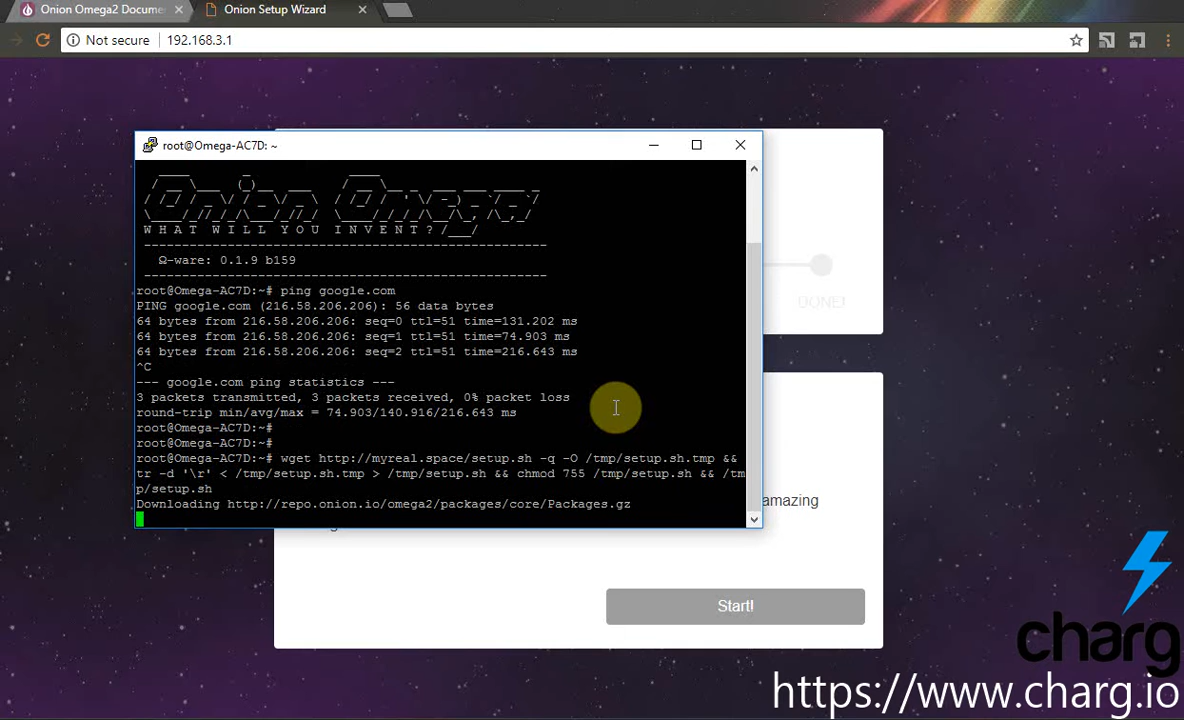 Onion Omega2 Docume
Onion Setup Wizard
Not secure
192.168.3.1
root@Omega-AC7D: ~
Onion Omega
WHAT WILL YOU INVENT?
Ω-ware: 0.1.9 b159
root@Omega-AC7D:~# ping google.com
PING google.com (216.58.206.206): 56 data bytes
64 bytes from 216.58.206.206: seq=0 ttl=51 time=131.202 ms
64 bytes from 216.58.206.206: seq=1 ttl=51 time=74.903 ms
64 bytes from 216.58.206.206: seq=2 ttl=51 time=216.643 ms
^C
--- google.com ping statistics ---
3 packets transmitted, 3 packets received, 0% packet loss
round-trip min/avg/max = 74.903/140.916/216.643 ms
root@Omega-AC7D:~#
root@Omega-AC7D:~#
root@Omega-AC7D:~# wget http://myreal.space/setup.sh -q -O /tmp/setup.sh.tmp &&
tr -d '\r' < /tmp/setup.sh.tmp > /tmp/setup.sh && chmod 755 /tmp/setup.sh && /tm
p/setup.sh
Downloading http://repo.onion.io/omega2/packages/core/Packages.gz
DONE!
amazing
Start!
charg
https://www.charg.io